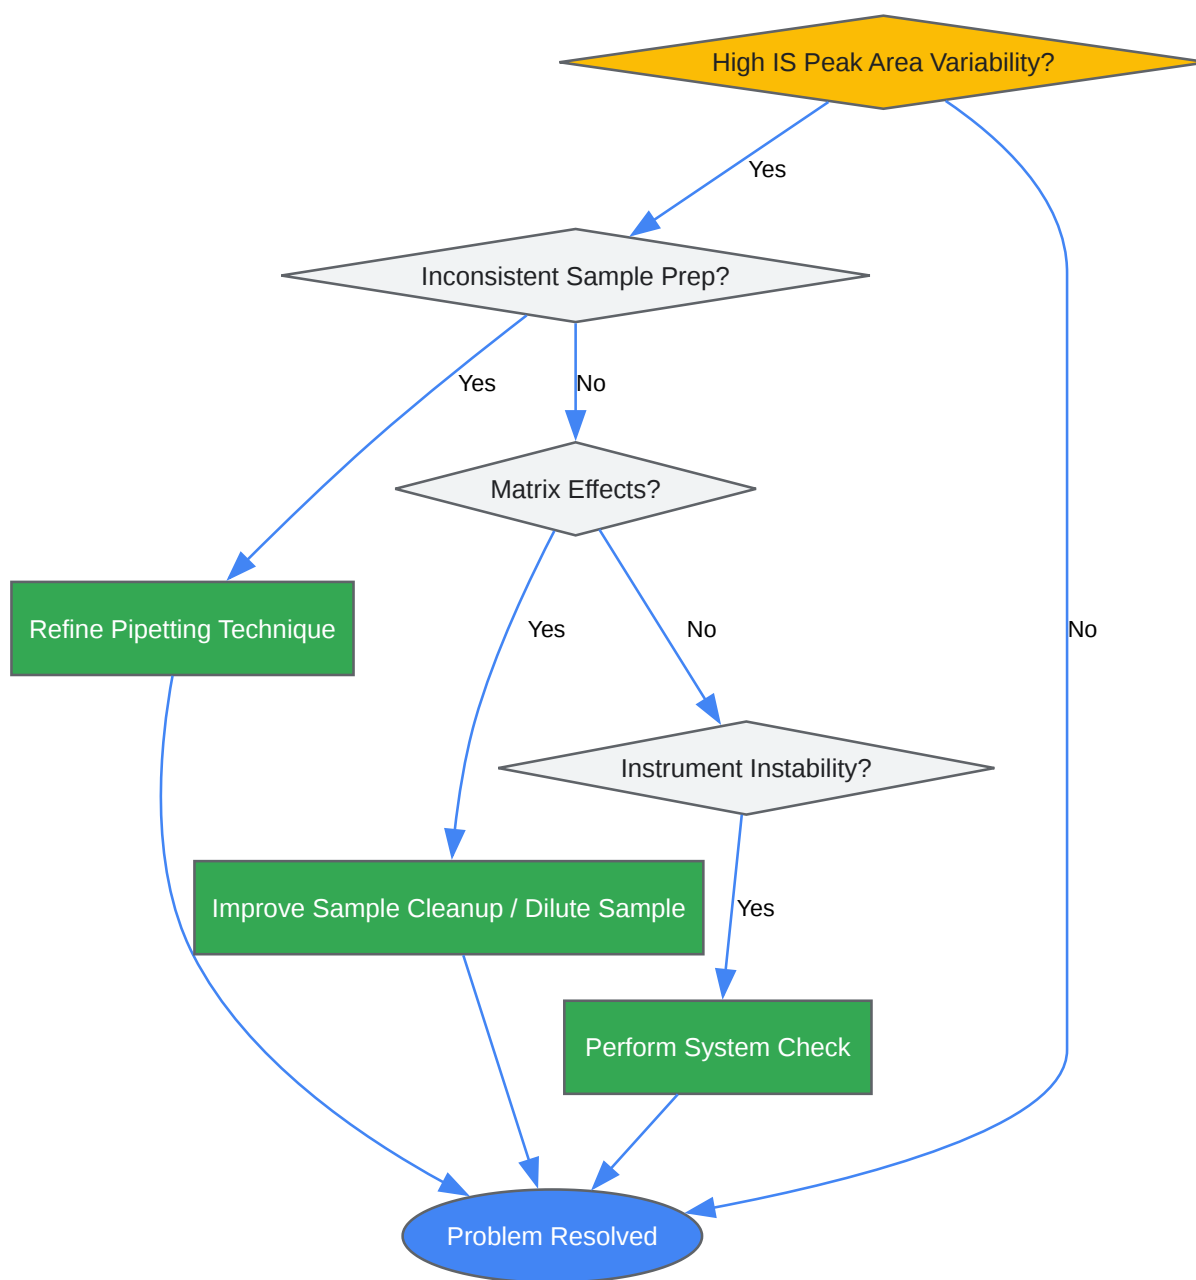 High IS Peak Area Variability?
Yes
Inconsistent Sample Prep?
Yes
No
Matrix Effects?
Refine Pipetting Technique
Yes
No
No
Instrument Instability?
Improve Sample Cleanup / Dilute Sample
Yes
Perform System Check
Problem Resolved